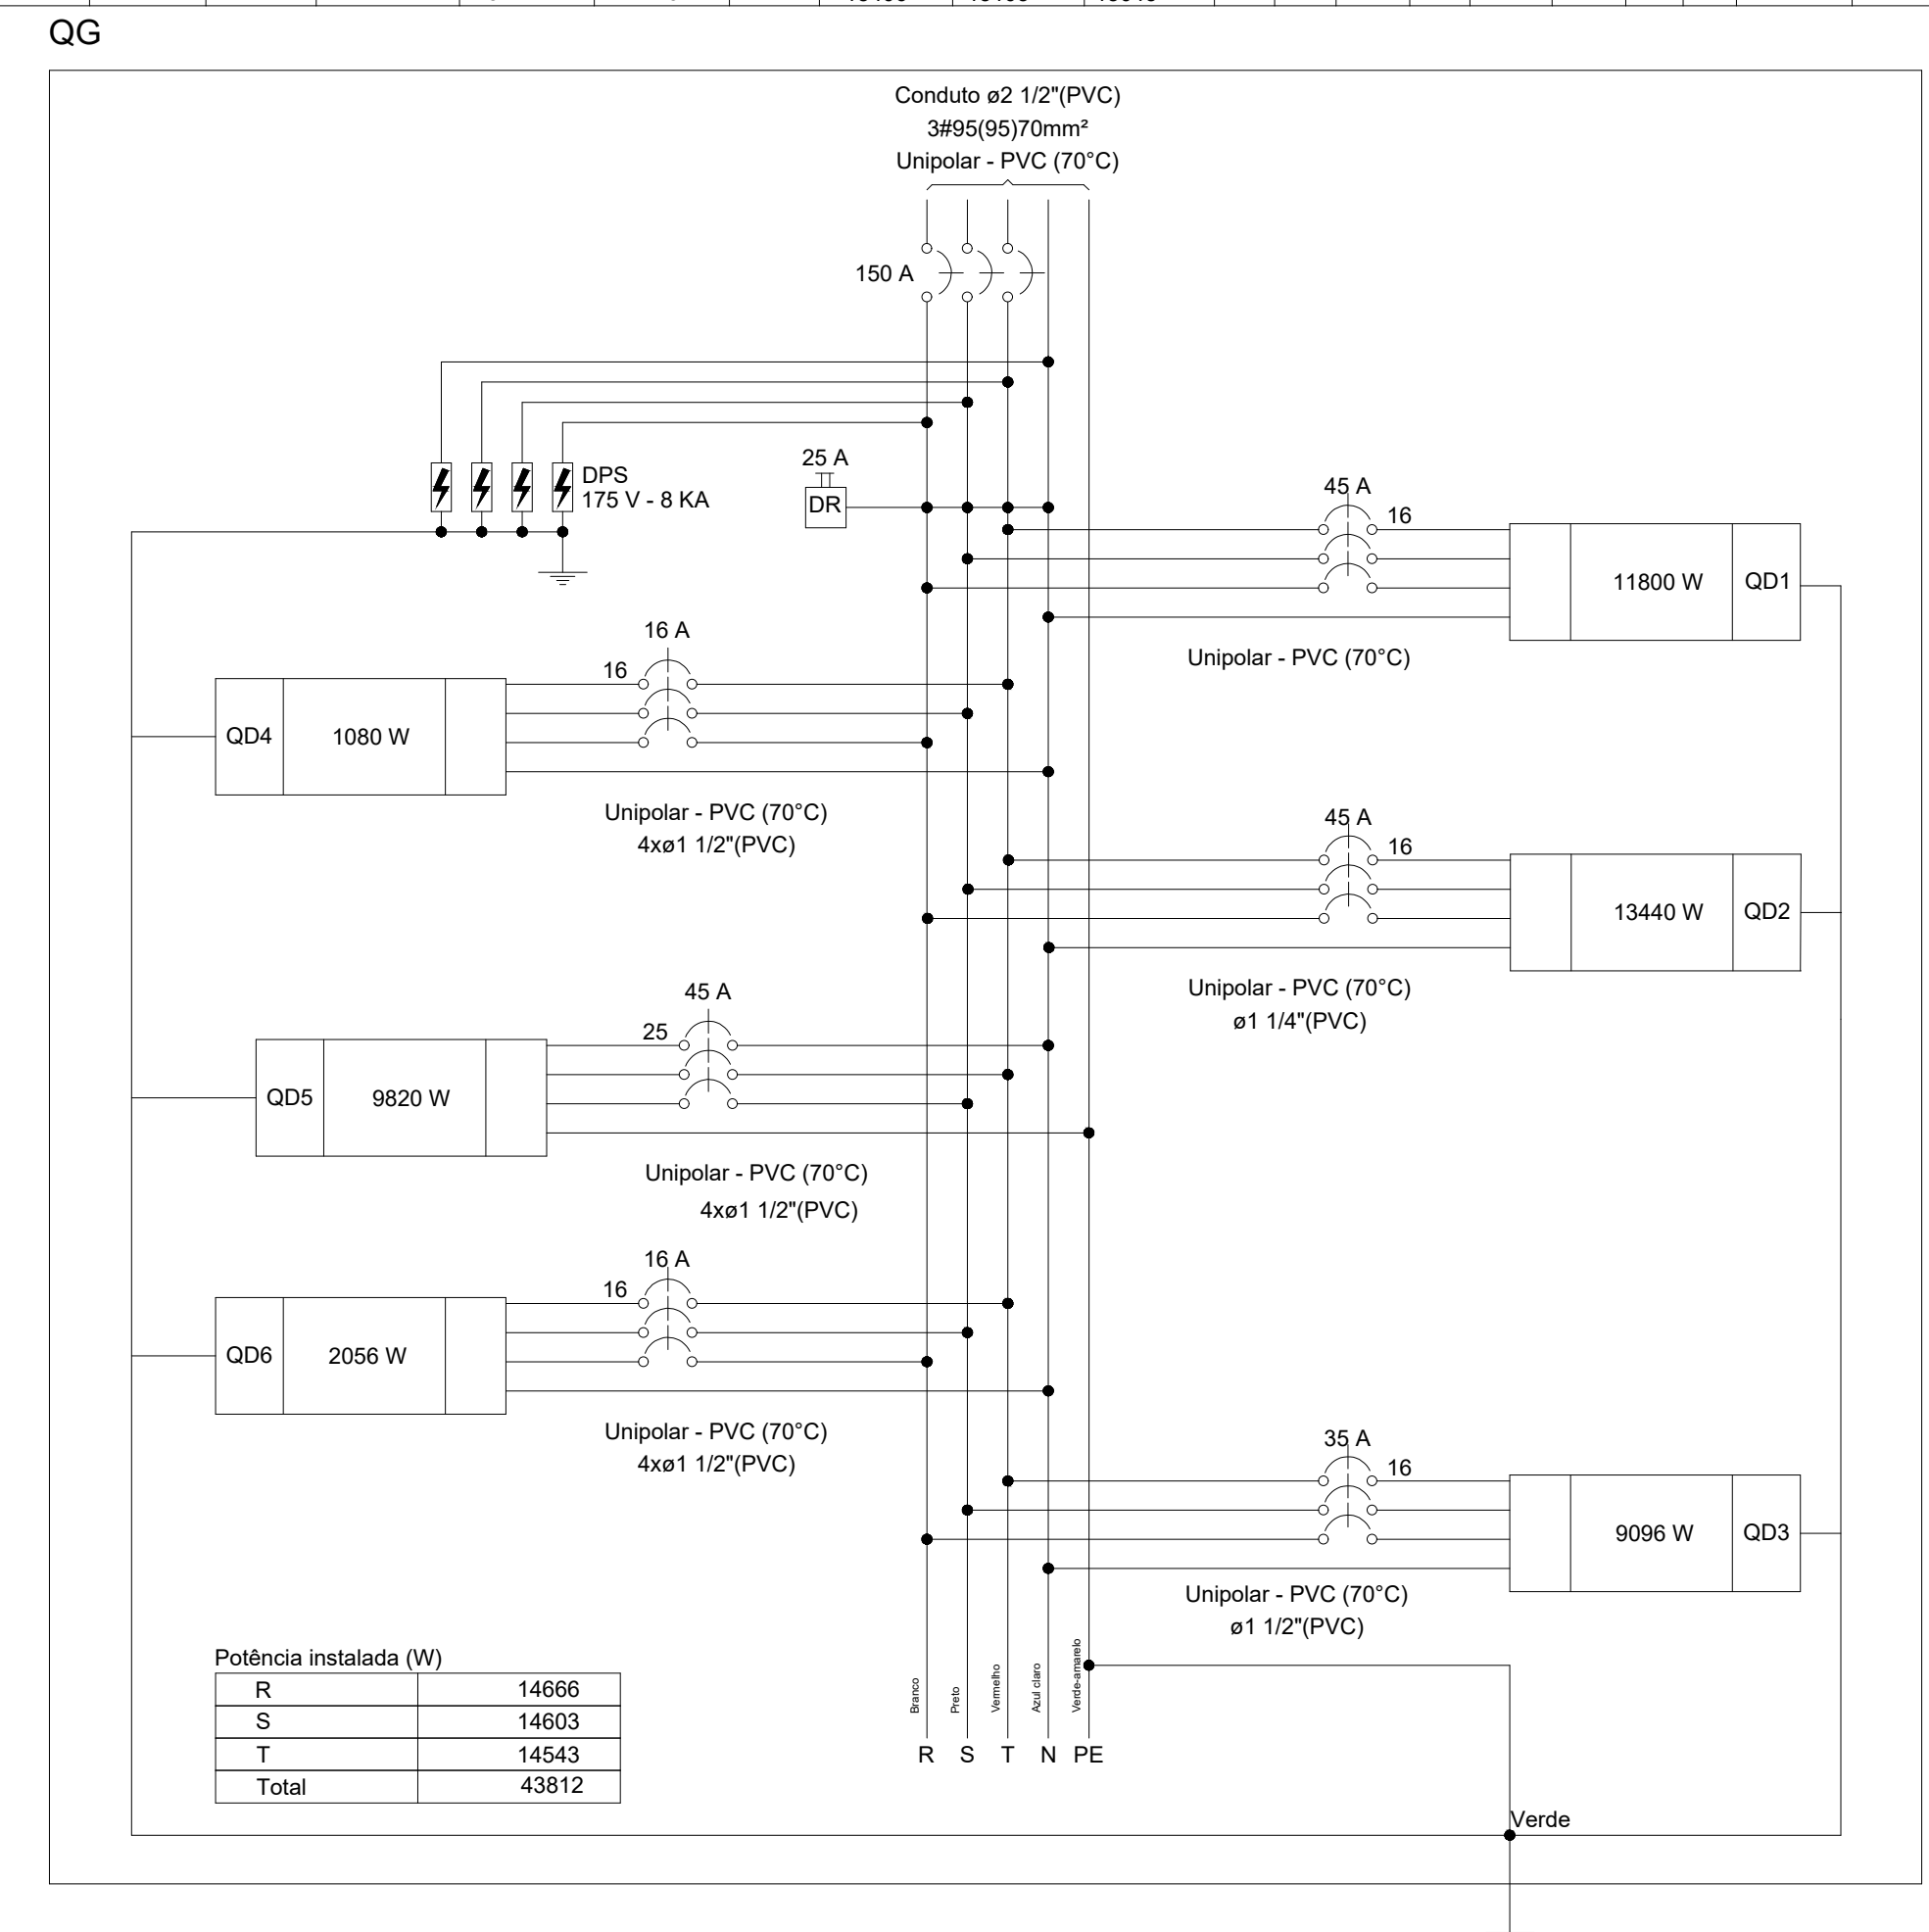 QG
Conduto ø2 1/2"(PVC)
3#95(95)70mm²
Unipolar - PVC (70°C)
150 A
DPS
175 V - 8 KA
25 A
DR
45 A
16
11800 W
QD1
Unipolar - PVC (70°C)
16 A
16
QD4
1080 W
Unipolar - PVC (70°C)
4xø1 1/2"(PVC)
45 A
16
13440 W
QD2
Unipolar - PVC (70°C)
ø1 1/4"(PVC)
45 A
25
QD5
9820 W
Unipolar - PVC (70°C)
4xø1 1/2"(PVC)
16 A
16
QD6
2056 W
Unipolar - PVC (70°C)
4xø1 1/2"(PVC)
35 A
16
9096 W
QD3
Unipolar - PVC (70°C)
ø1 1/2"(PVC)
Potência instalada (W)
R 14666
S 14603
T 14543
Total 43812
Branco
Preto
Vermelho
Azul claro
Verde-amarelo
R S T N PE
Verde